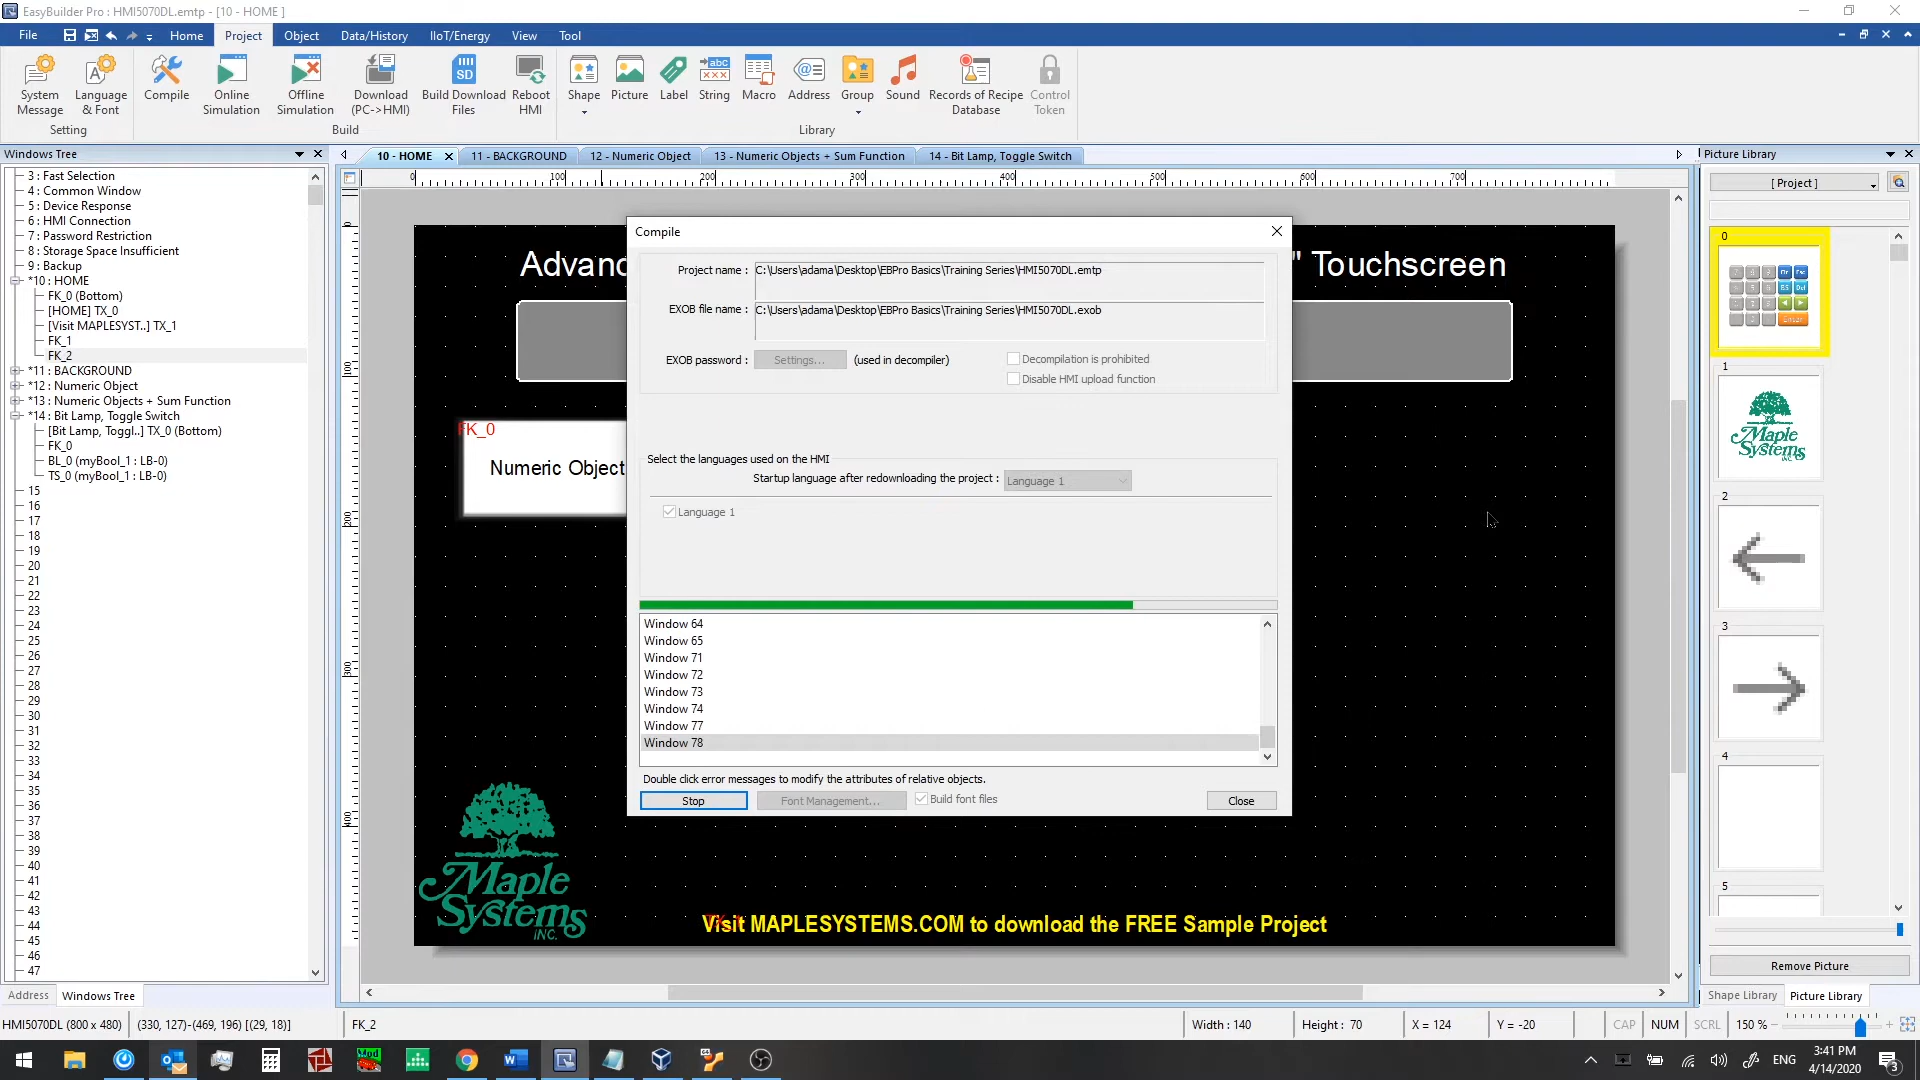 EasyBuilder Pro : HMI5070DL.emtp - [10 - HOME ]
File Home Project Object Data/History IIoT/Energy View Tool
System Message
Language & Font
Compile
Online Simulation
Offline Simulation
Download (PC->HMI)
Build Download Files
Reboot HMI
Shape
Picture
Label
String
Macro
Address
Group
Sound
Records of Recipe Database
Control Token
Setting Build Library
Windows Tree
10 - HOME 11 - BACKGROUND 12 - Numeric Object 13 - Numeric Objects + Sum Function 14 - Bit Lamp, Toggle Switch
Picture Library
3 : Fast Selection
4 : Common Window
5 : Device Response
6 : HMI Connection
7 : Password Restriction
8 : Storage Space Insufficient
9 : Backup
*10 : HOME
FK_0 (Bottom)
[HOME] TX_0
[Visit MAPLESYST..] TX_1
FK_1
FK_2
*11 : BACKGROUND
*12 : Numeric Object
*13 : Numeric Objects + Sum Function
*14 : Bit Lamp, Toggle Switch
[Bit Lamp, Toggl..] TX_0 (Bottom)
FK_0
BL_0 (myBool_1 : LB-0)
TS_0 (myBool_1 : LB-0)
15
16
17
18
19
20
21
22
23
24
25
26
27
28
29
30
31
32
33
34
35
36
37
38
39
40
41
42
43
44
45
46
47
Address Windows Tree
0 100 200 300 400 500 600 700
0
100
200
300
400
Advanc
" Touchscreen
FK_0
Numeric Object
Maple
Systems
INC.
Visit MAPLESYSTEMS.COM to download the FREE Sample Project
Compile
Project name : C:\Users\adama\Desktop\EBPro Basics\Training Series\HMI5070DL.emtp
EXOB file name : C:\Users\adama\Desktop\EBPro Basics\Training Series\HMI5070DL.exob
EXOB password : Settings... (used in decompiler) Decompilation is prohibited
Disable HMI upload function
Select the languages used on the HMI
Startup language after redownloading the project : Language 1
Language 1
Window 64
Window 65
Window 71
Window 72
Window 73
Window 74
Window 77
Window 78
Double click error messages to modify the attributes of relative objects.
Stop Font Management... Build font files Close
[ Project ]
0
1
Maple
Systems
INC.
2
3
4
5
Remove Picture
Shape Library Picture Library
HMI5070DL (800 x 480) (330, 127)-(469, 196) [(29, 18)] FK_2 Width : 140 Height : 70 X = 124 Y = -20 CAP NUM SCRL 150 %
ENG
3:41 PM
4/14/2020
3